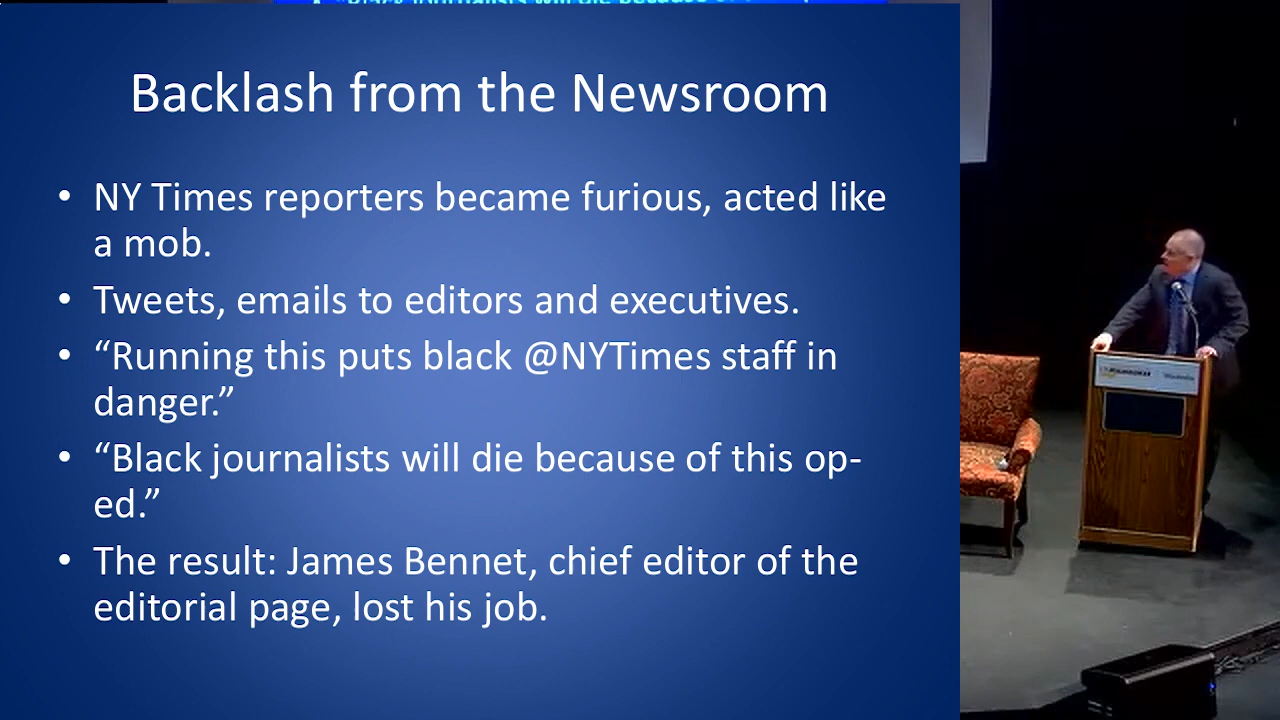 Backlash from the Newsroom
• NY Times reporters became furious, acted like
a mob.
• Tweets, emails to editors and executives.
• “Running this puts black @NYTimes staff in
danger.”
• “Black journalists will die because of this op-
ed.”
• The result: James Bennet, chief editor of the
editorial page, lost his job.